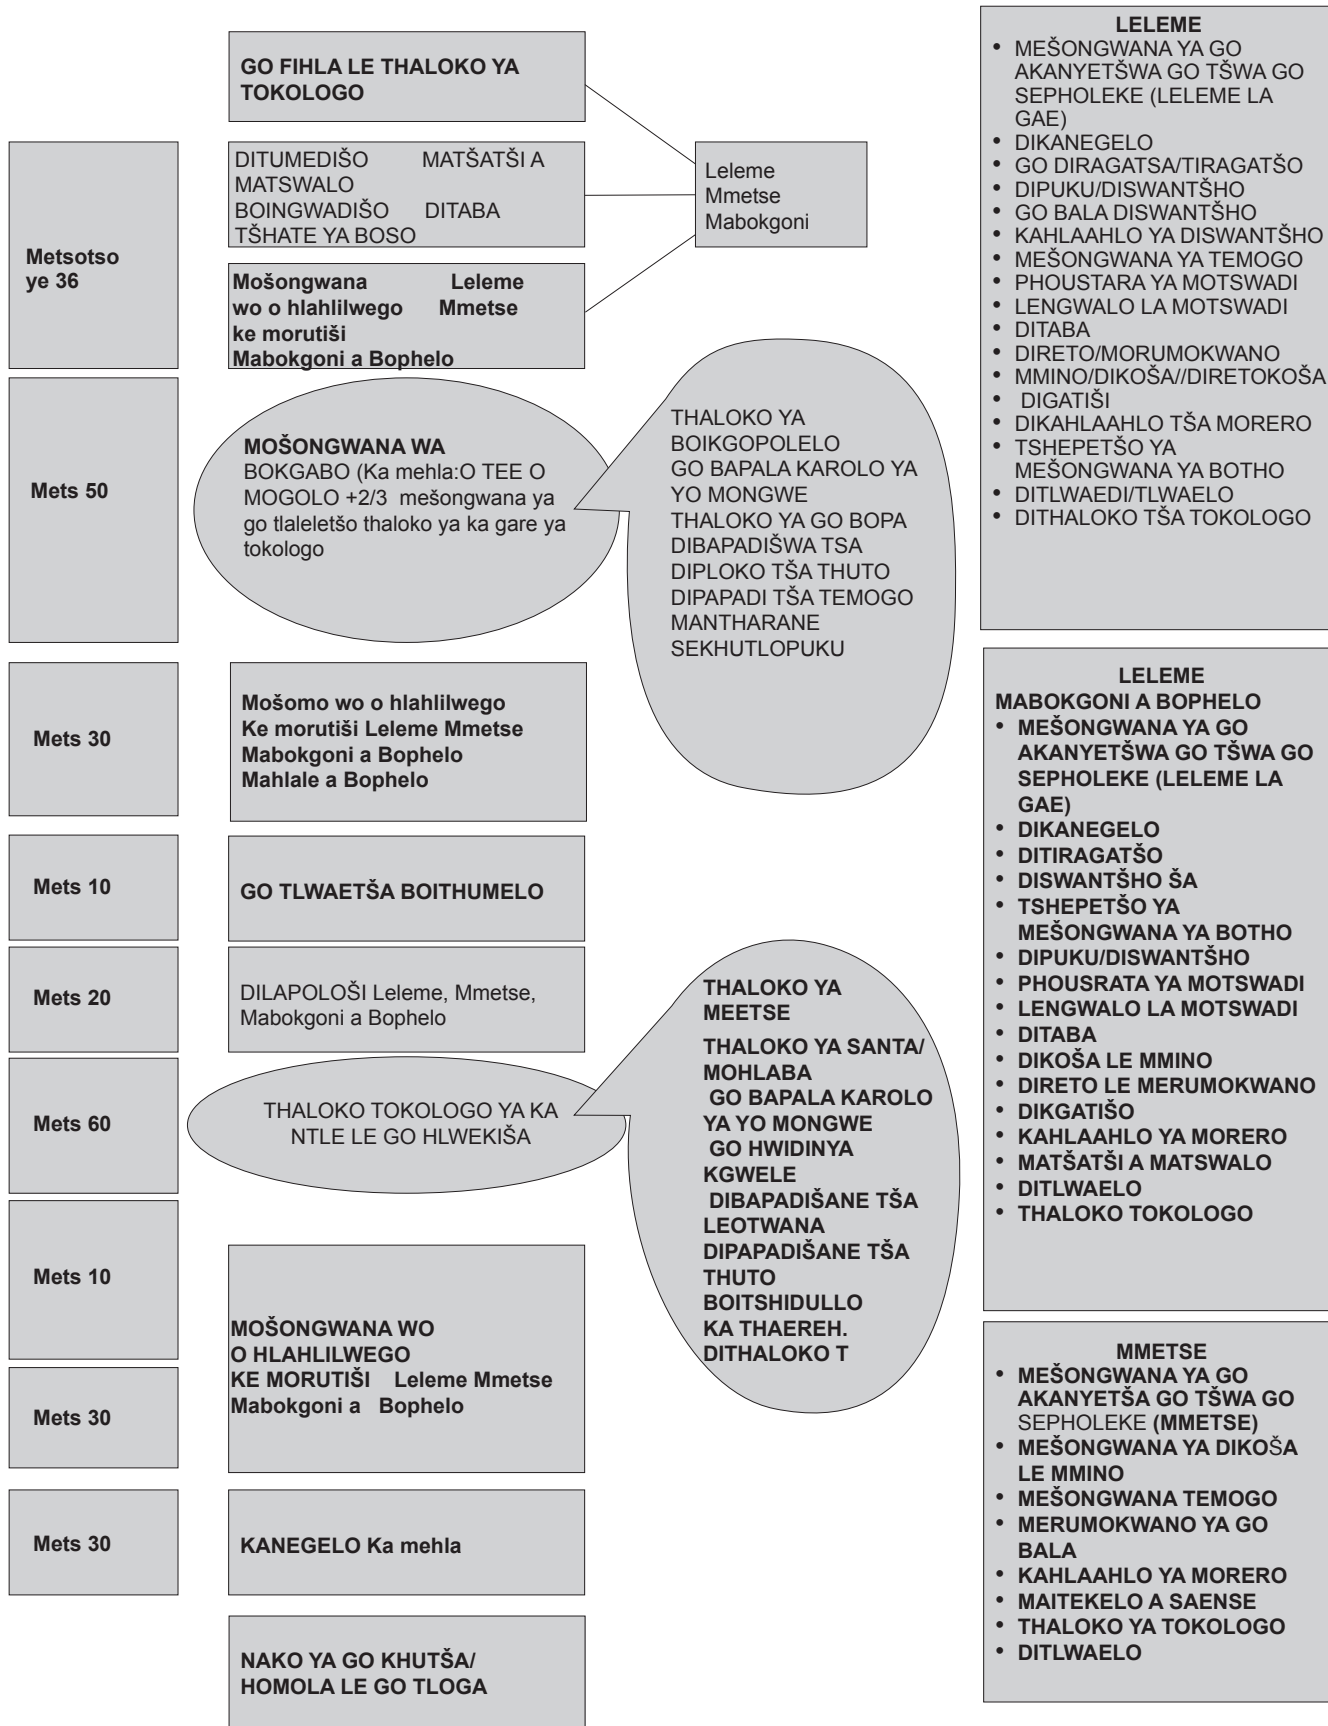 GO FIHLA LE THALOKO YA
TOKOLOGO
Metsotso
ye 36
DITUMEDIŠO MATŠATŠI A
MATSWALO
BOINGWADIŠO DITABA
TŠHATE YA BOSO
Leleme
Mmetse
Mabokgoni
Mošongwana Leleme
wo o hlahlilwego Mmetse
ke morutiši
Mabokgoni a Bophelo
Mets 50
MOŠONGWANA WA
BOKGABO (Ka mehla:O TEE O
MOGOLO +2/3 mešongwana ya
go tlaleletšo thaloko ya ka gare ya
tokologo
THALOKO YA
BOIKGOPOLELO
GO BAPALA KAROLO YA
YO MONGWE
THALOKO YA GO BOPA
DIBAPADIŠWA TSA
DIPLOKO TŠA THUTO
DIPAPADI TŠA TEMOGO
MANTHARANE
SEKHUTLOPUKU
Mets 30
Mošomo wo o hlahlilwego
Ke morutiši Leleme Mmetse
Mabokgoni a Bophelo
Mahlale a Bophelo
Mets 10
GO TLWAETŠA BOITHUMELO
Mets 20
DILAPOLOŠI Leleme, Mmetse,
Mabokgoni a Bophelo
Mets 60
THALOKO TOKOLOGO YA KA
NTLE LE GO HLWEKIŠA
THALOKO YA
MEETSE
THALOKO YA SANTA/
MOHLABA
GO BAPALA KAROLO
YA YO MONGWE
GO HWIDINYA
KGWELE
DIBAPADIŠANE TŠA
LEOTWANA
DIPAPADIŠANE TŠA
THUTO
BOITSHIDULLO
KA THAEREH.
DITHALOKO T
Mets 10
Mets 30
MOŠONGWANA WO
O HLAHLILWEGO
KE MORUTIŠI Leleme Mmetse
Mabokgoni a Bophelo
Mets 30
KANEGELO Ka mehla
NAKO YA GO KHUTŠA/
HOMOLA LE GO TLOGA
LELEME
• MEŠONGWANA YA GO
AKANYETŠWA GO TŠWA GO
SEPHOLEKE (LELEME LA
GAE)
• DIKANEGELO
• GO DIRAGATSA/TIRAGATŠO
• DIPUKU/DISWANTŠHO
• GO BALA DISWANTŠHO
• KAHLAAHLO YA DISWANTŠHO
• MEŠONGWANA YA TEMOGO
• PHOUSTARA YA MOTSWADI
• LENGWALO LA MOTSWADI
• DITABA
• DIRETO/MORUMOKWANO
• MMINO/DIKOŠA//DIRETOKOŠA
• DIGATIŠI
• DIKAHLAAHLO TŠA MORERO
• TSHEPETŠO YA
MEŠONGWANA YA BOTHO
• DITLWAEDI/TLWAELO
• DITHALOKO TŠA TOKOLOGO
LELEME
MABOKGONI A BOPHELO
• MEŠONGWANA YA GO
AKANYETŠWA GO TŠWA GO
SEPHOLEKE (LELEME LA
GAE)
• DIKANEGELO
• DITIRAGATŠO
• DISWANTŠHO ŠA
• TSHEPETŠO YA
MEŠONGWANA YA BOTHO
• DIPUKU/DISWANTŠHO
• PHOUSRATA YA MOTSWADI
• LENGWALO LA MOTSWADI
• DITABA
• DIKOŠA LE MMINO
• DIRETO LE MERUMOKWANO
• DIKGATIŠO
• KAHLAAHLO YA MORERO
• MATŠATŠI A MATSWALO
• DITLWAELO
• THALOKO TOKOLOGO
MMETSE
• MEŠONGWANA YA GO
AKANYETŠA GO TŠWA GO
SEPHOLEKE (MMETSE)
• MEŠONGWANA YA DIKOŠA
LE MMINO
• MEŠONGWANA TEMOGO
• MERUMOKWANO YA GO
BALA
• KAHLAAHLO YA MORERO
• MAITEKELO A SAENSE
• THALOKO YA TOKOLOGO
• DITLWAELO